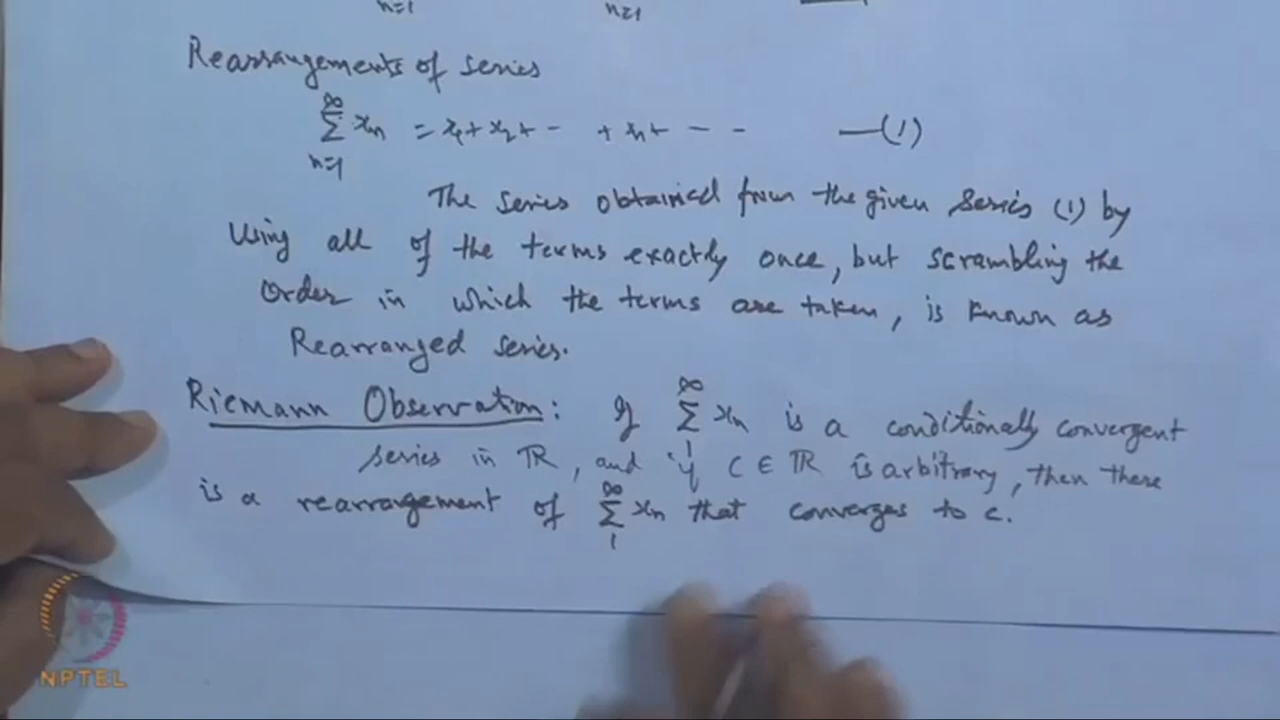 n=1 n=1
Rearrangements of series
∞
Σ xn = x1 + x2 + - + xn + - - - —(1)
n=1
The series obtained from the given series (1) by
Using all of the terms exactly once, but scrambling the
Order in which the terms are taken, is known as
Rearranged series.
Riemann Observation: If ∞Σ1 xn is a conditionally convergent
series in ℝ, and if C ∈ ℝ is arbitrary, then there
is a rearrangement of ∞Σ1 xn that converges to c.
NPTEL